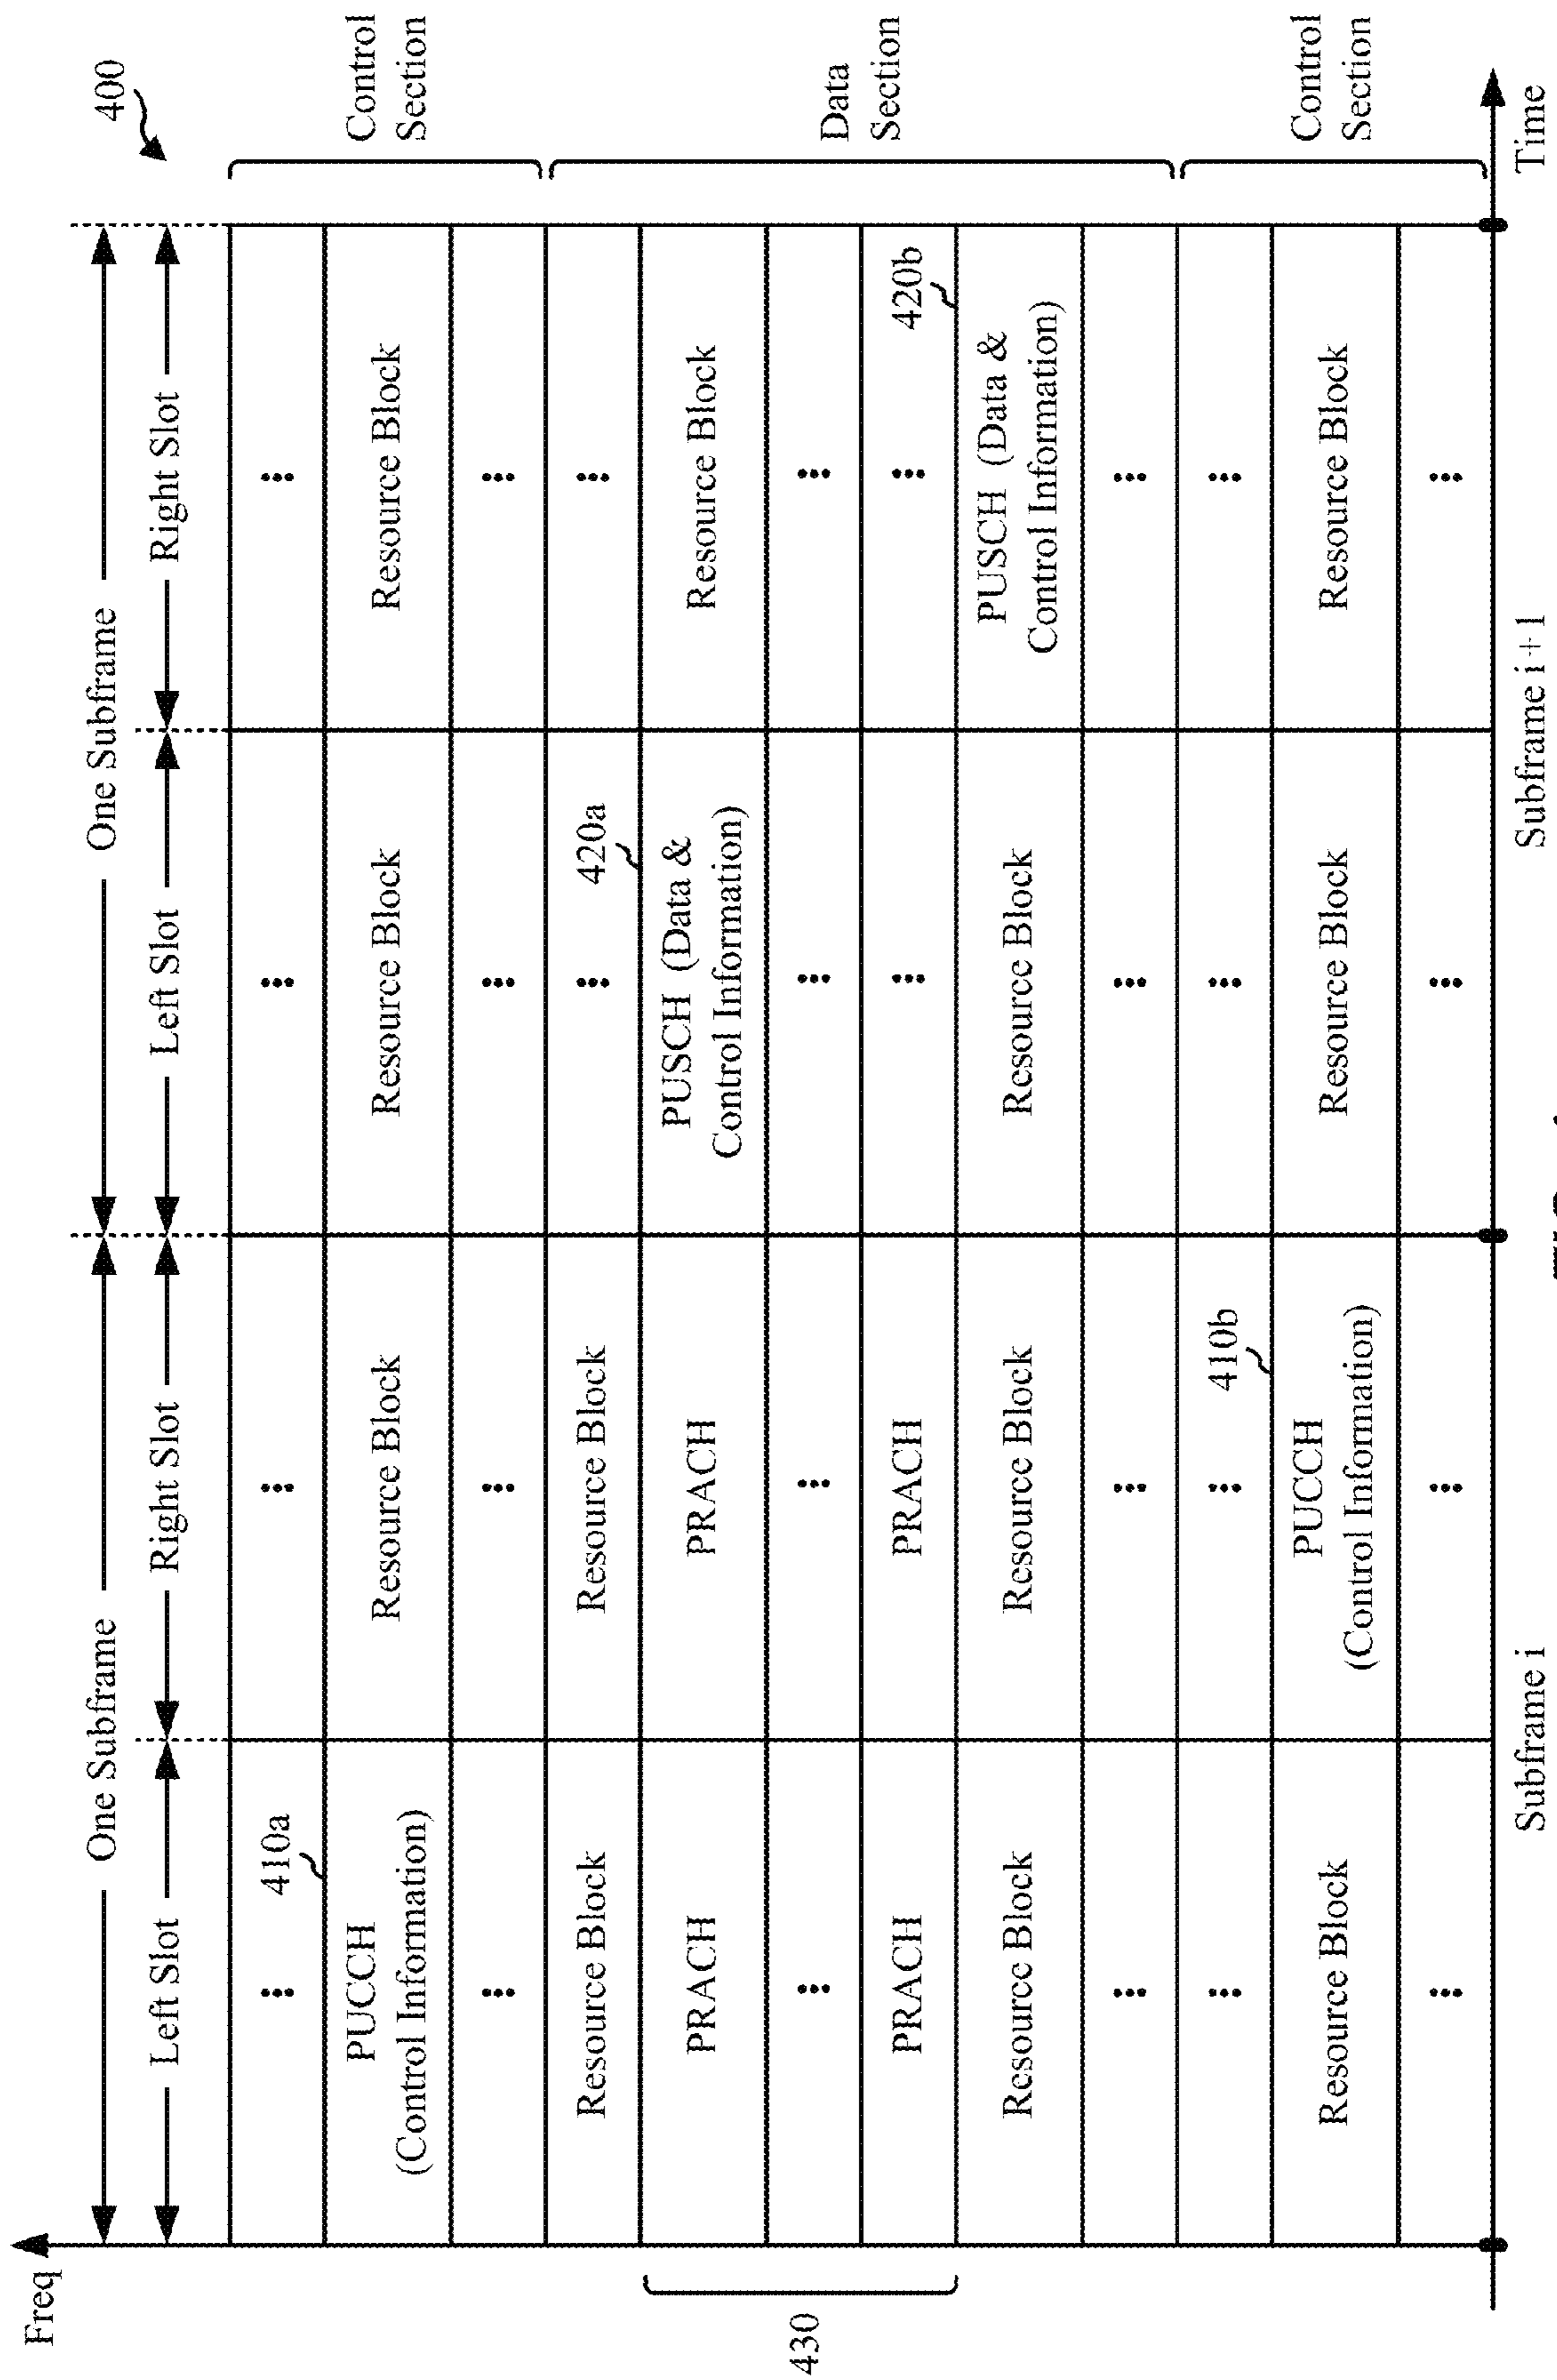 Freq
400
One Subframe
One Subframe
Left Slot
Right Slot
Left Slot
Right Slot
410a
PUCCH
(Control Information)
Resource Block
Resource Block
Resource Block
Control
Section
Resource Block
Resource Block
420a
PRACH
PRACH
PUSCH (Data &
Control Information)
Resource Block
430
Data
Section
PRACH
PRACH
420b
Resource Block
Resource Block
Resource Block
PUSCH (Data &
Control Information)
410b
Resource Block
PUCCH
(Control Information)
Resource Block
Resource Block
Control
Section
Subframe i
Subframe i + 1
Time